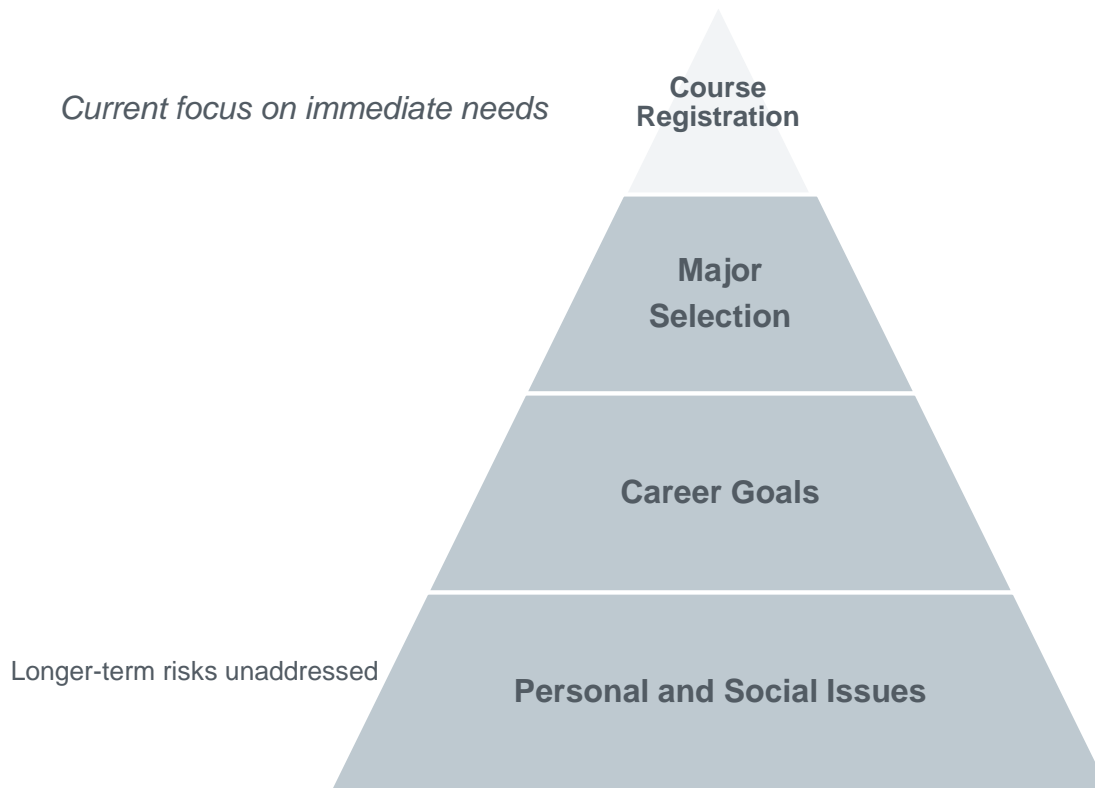 Course
Registration
Current focus on immediate needs
Major
Selection
Career Goals
Longer-term risks unaddressed
Personal and Social Issues